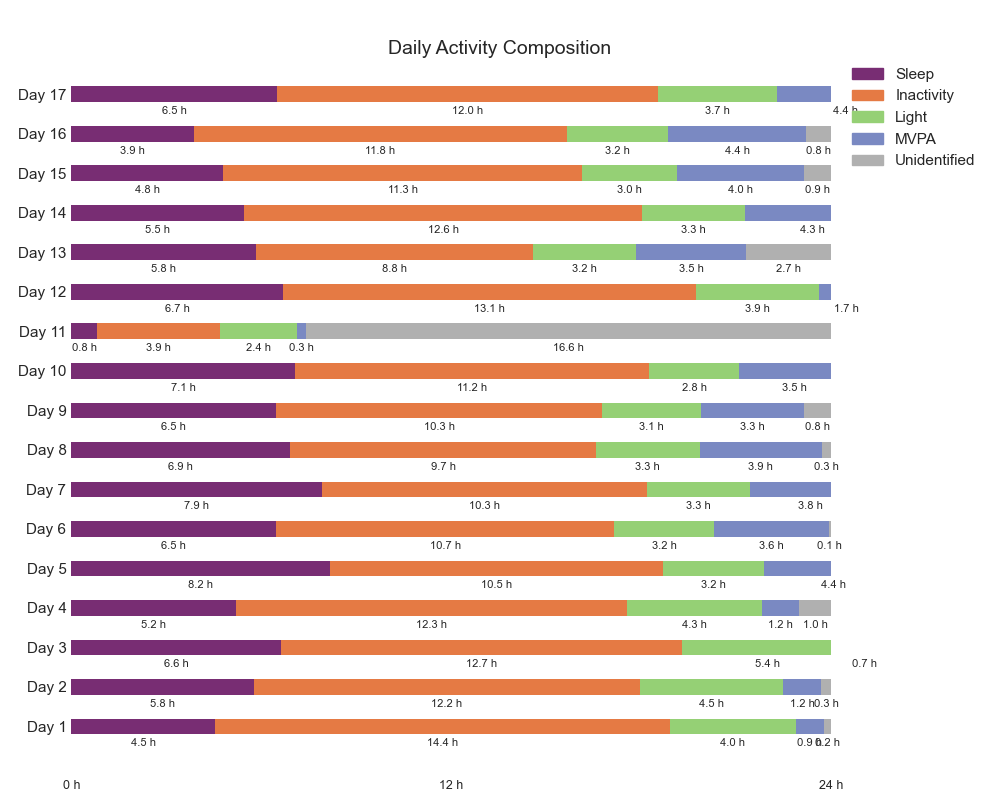 Daily Activity Composition
Sleep
Inactivity
Light
MVPA
Unidentified
Day 17
6.5 h 12.0 h 3.7 h 4.4 h
Day 16
3.9 h 11.8 h 3.2 h 4.4 h 0.8 h
Day 15
4.8 h 11.3 h 3.0 h 4.0 h 0.9 h
Day 14
5.5 h 12.6 h 3.3 h 4.3 h
Day 13
5.8 h 8.8 h 3.2 h 3.5 h 2.7 h
Day 12
6.7 h 13.1 h 3.9 h 1.7 h
Day 11
0.8 h 3.9 h 2.4 h 0.3 h 16.6 h
Day 10
7.1 h 11.2 h 2.8 h 3.5 h
Day 9
6.5 h 10.3 h 3.1 h 3.3 h 0.8 h
Day 8
6.9 h 9.7 h 3.3 h 3.9 h 0.3 h
Day 7
7.9 h 10.3 h 3.3 h 3.8 h
Day 6
6.5 h 10.7 h 3.2 h 3.6 h 0.1 h
Day 5
8.2 h 10.5 h 3.2 h 4.4 h
Day 4
5.2 h 12.3 h 4.3 h 1.2 h 1.0 h
Day 3
6.6 h 12.7 h 5.4 h 0.7 h
Day 2
5.8 h 12.2 h 4.5 h 1.2 h 0.3 h
Day 1
4.5 h 14.4 h 4.0 h 0.9 h 0.2 h
0 h 12 h 24 h